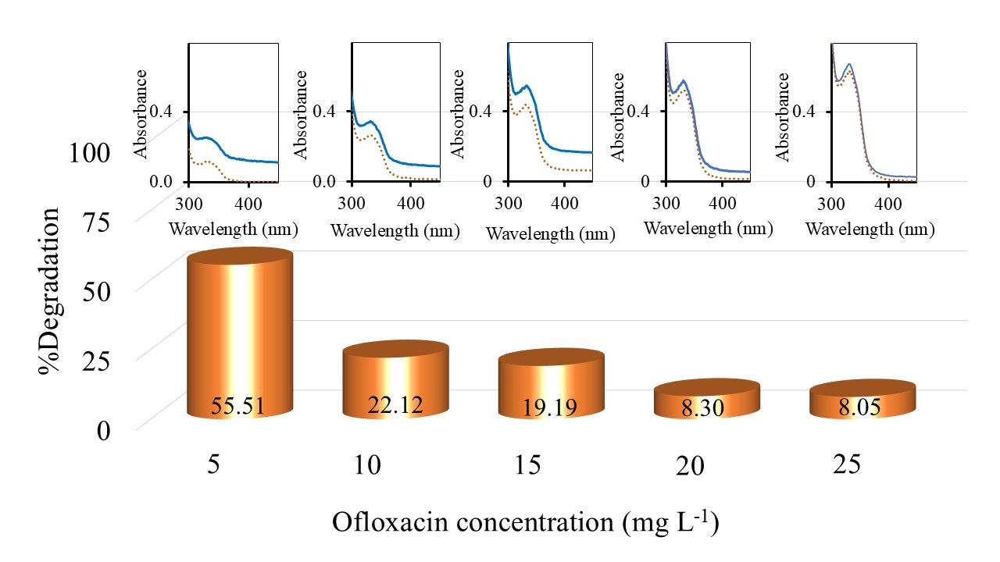 Absorbance
0.4
0.0
300 400
Wavelength (nm)
Absorbance
0.4
0.0
300 400
Wavelength (nm)
Absorbance
0.4
0
300 400
Wavelength (nm)
Absorbance
0.4
0
300 400
Wavelength (nm)
Absorbance
0.4
0
300 400
Wavelength (nm)
%Degradation
100
75
50
25
0
55.51
22.12
19.19
8.30
8.05
5 10 15 20 25
Ofloxacin concentration (mg L⁻¹)